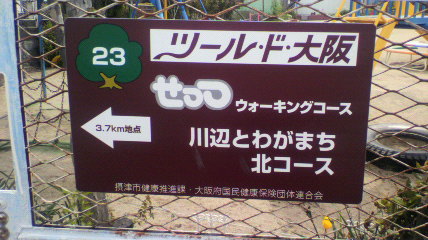 23
ツール・ド・大阪
せっつ
ウォーキングコース
3.7km地点
川辺とわがまち
北コース
摂津市健康推進課・大阪府国民健康保険団体連合会